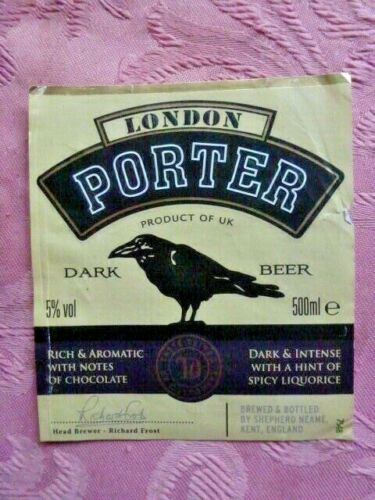 LONDON
PORTER
PRODUCT OF UK
DARK BEER
5% vol
500ml e
RICH & AROMATIC
WITH NOTES
OF CHOCOLATE
10
DARK & INTENSE
WITH A HINT OF
SPICY LIQUORICE
Head Brewer - Richard Frost
BREWED & BOTTLED
BY SHEPHERD NEAME,
KENT, ENGLAND